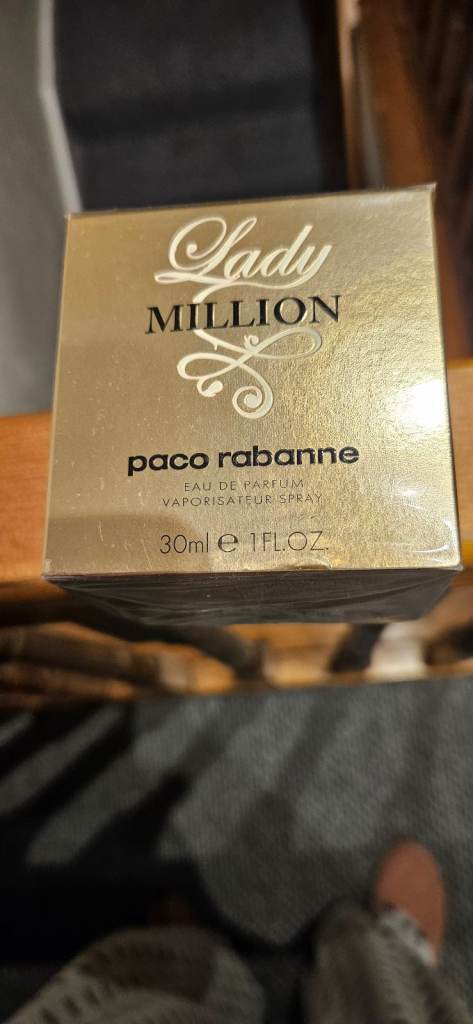 Lady
MILLION
paco rabanne
EAU DE PARFUM
VAPORISATEUR SPRAY
30ml ℮ 1FL.OZ.